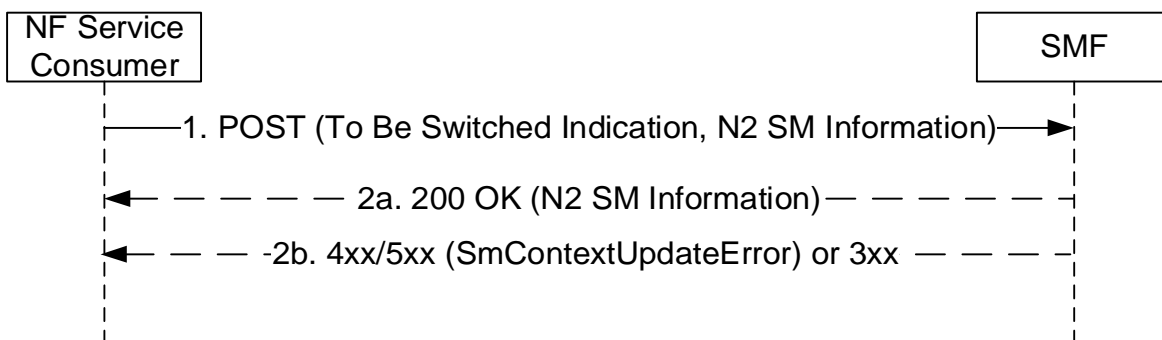 NF Service
Consumer
SMF
1. POST (To Be Switched Indication, N2 SM Information)
2a. 200 OK (N2 SM Information)
2b. 4xx/5xx (SmContextUpdateError) or 3xx